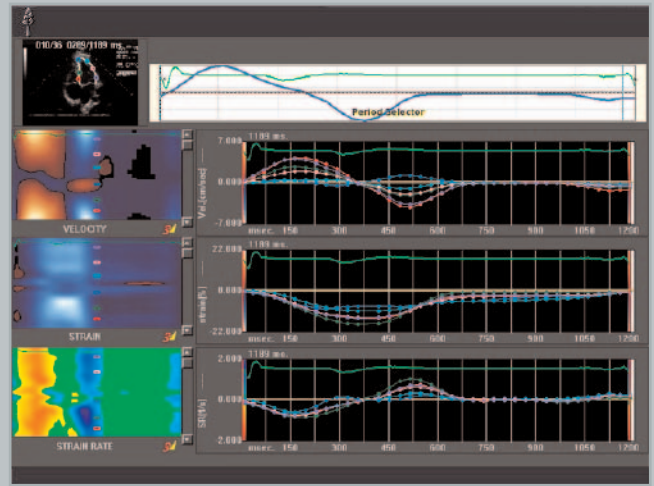 010/36 0289/1189 ms.
Period Selector
1189 ms.
7.000
0.000
-7.000
Vel.[cm/sec]
msec. 150 300 450 600 750 900 1050 1200
VELOCITY
1189 ms.
22.000
0.000
-22.000
strain[%]
msec. 150 300 450 600 750 900 1050 1200
STRAIN
1189 ms.
2.000
0.000
-2.000
SR[1/s]
msec. 150 300 450 600 750 900 1050 1200
STRAIN RATE